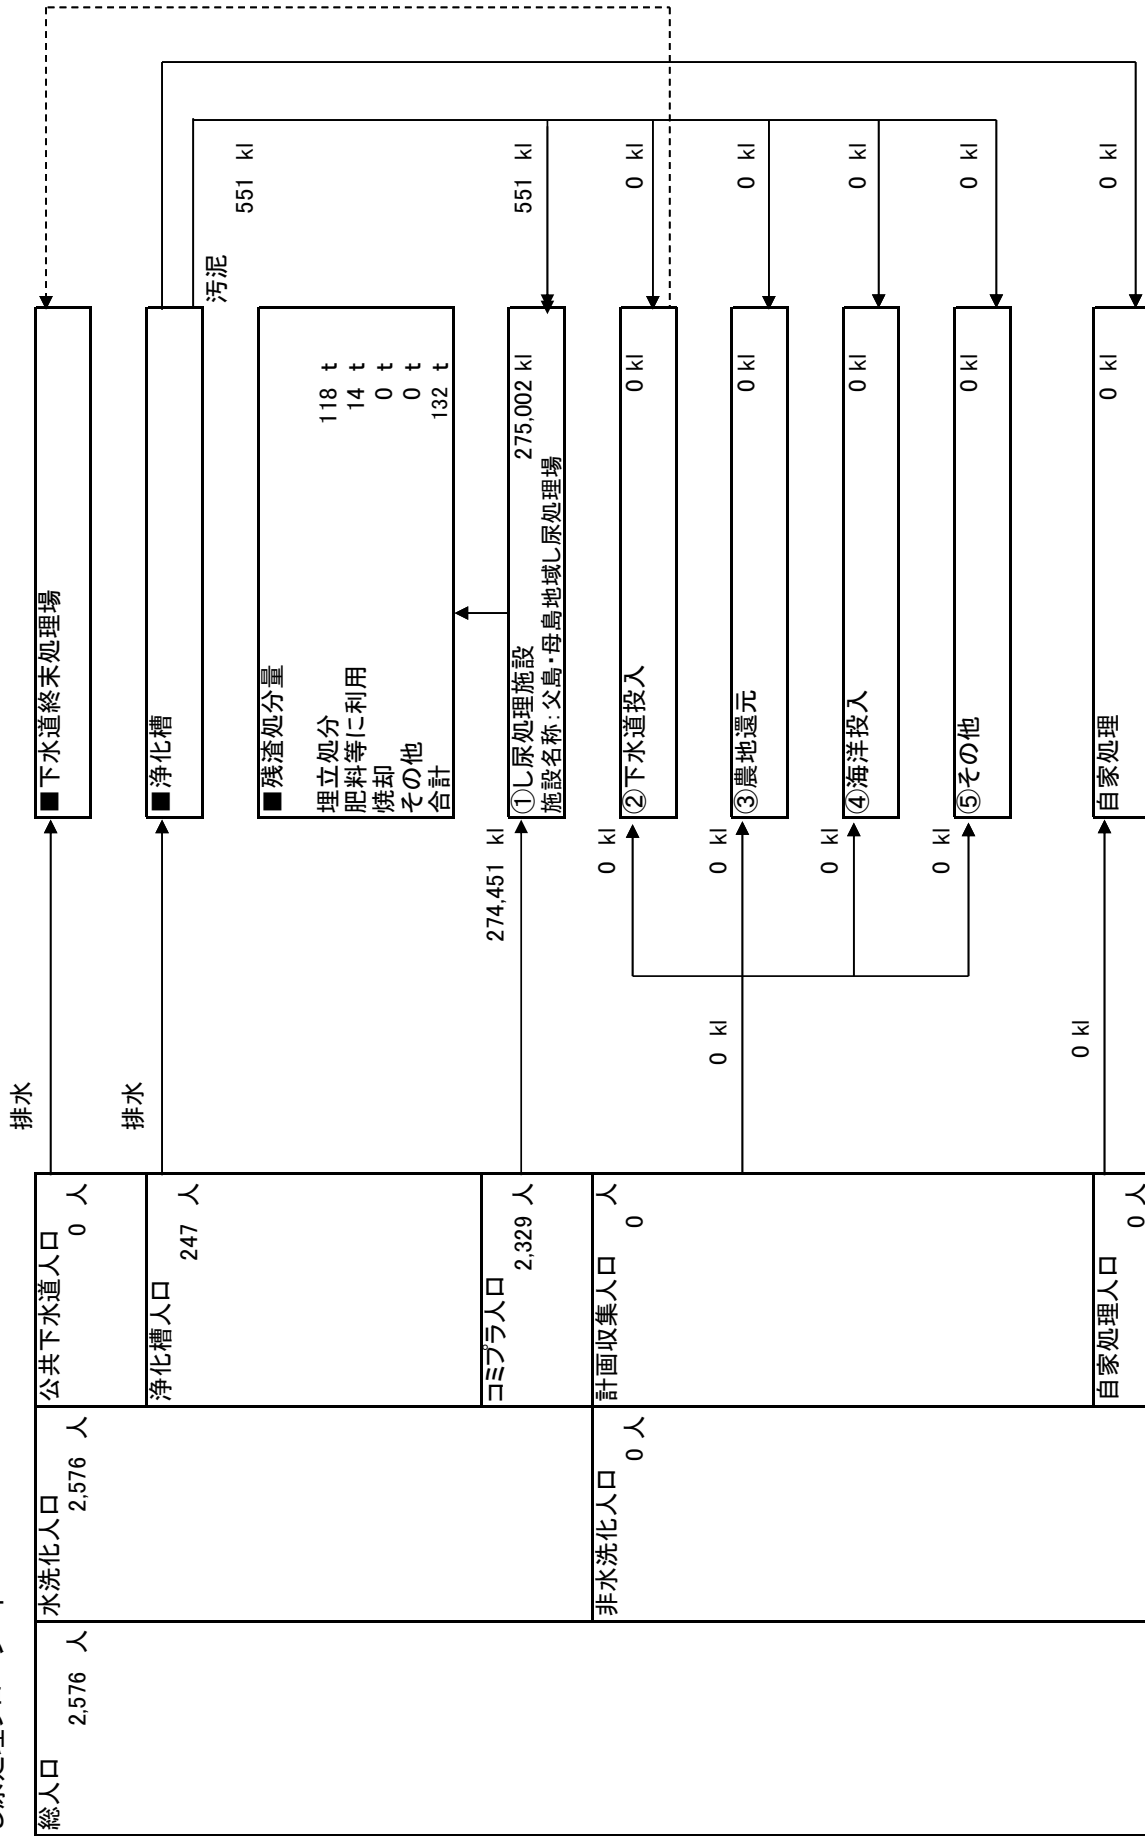 総人口
2,576 人
水洗化人口
2,576 人
非水洗化人口
0 人
公共下水道人口
0 人
浄化槽人口
247 人
コミプラ人口
2,329 人
計画収集人口
0 人
自家処理人口
0 人
排水
排水
274,451 kl
0 kl
0 kl
0 kl
0 kl
0 kl
0 kl
■下水道終末処理場
■浄化槽
■残渣処分量
埋立処分 118 t
肥料等に利用 14 t
焼却 0 t
その他 0 t
合計 132 t
①し尿処理施設 275,002 kl
施設名称：父島・母島地域し尿処理場
②下水道投入 0 kl
③農地還元 0 kl
④海洋投入 0 kl
⑤その他 0 kl
自家処理 0 kl
汚泥
551 kl
551 kl
0 kl
0 kl
0 kl
0 kl
0 kl